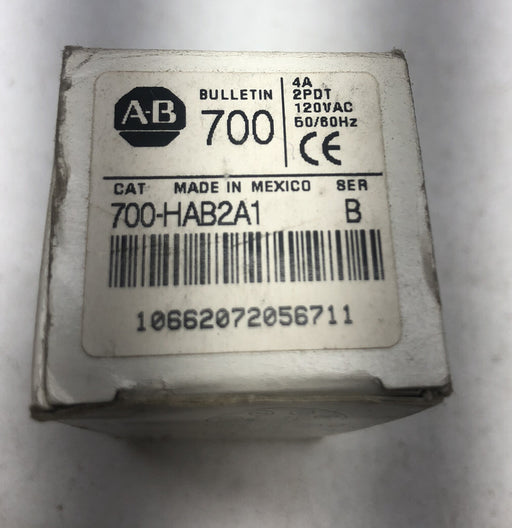 A-B
BULLETIN
700
4A
2PDT
120VAC
50/60Hz
CE
CAT MADE IN MEXICO SER
700-HAB2A1 B
10662072056711